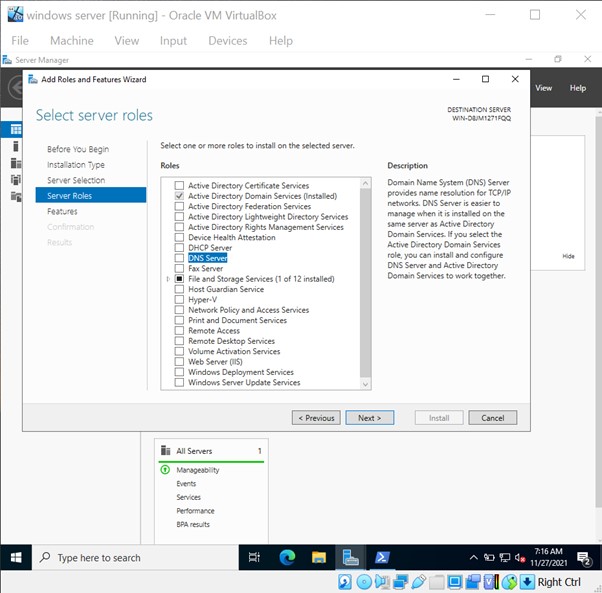 windows server [Running] - Oracle VM VirtualBox
File Machine View Input Devices Help
Server Manager
View Help
Add Roles and Features Wizard
Select server roles
DESTINATION SERVER
WIN-D8JM1271FQQ
Before You Begin
Installation Type
Server Selection
Server Roles
Features
Confirmation
Results
Select one or more roles to install on the selected server.
Roles
Active Directory Certificate Services
Active Directory Domain Services (Installed)
Active Directory Federation Services
Active Directory Lightweight Directory Services
Active Directory Rights Management Services
Device Health Attestation
DHCP Server
DNS Server
Fax Server
File and Storage Services (1 of 12 installed)
Host Guardian Service
Hyper-V
Network Policy and Access Services
Print and Document Services
Remote Access
Remote Desktop Services
Volume Activation Services
Web Server (IIS)
Windows Deployment Services
Windows Server Update Services
Description
Domain Name System (DNS) Server
provides name resolution for TCP/IP
networks. DNS Server is easier to
manage when it is installed on the
same server as Active Directory
Domain Services. If you select the
Active Directory Domain Services
role, you can install and configure
DNS Server and Active Directory
Domain Services to work together.
Hide
< Previous Next > Install Cancel
All Servers 1
Manageability
Events
Services
Performance
BPA results
Type here to search
7:16 AM
11/27/2021
2
Right Ctrl